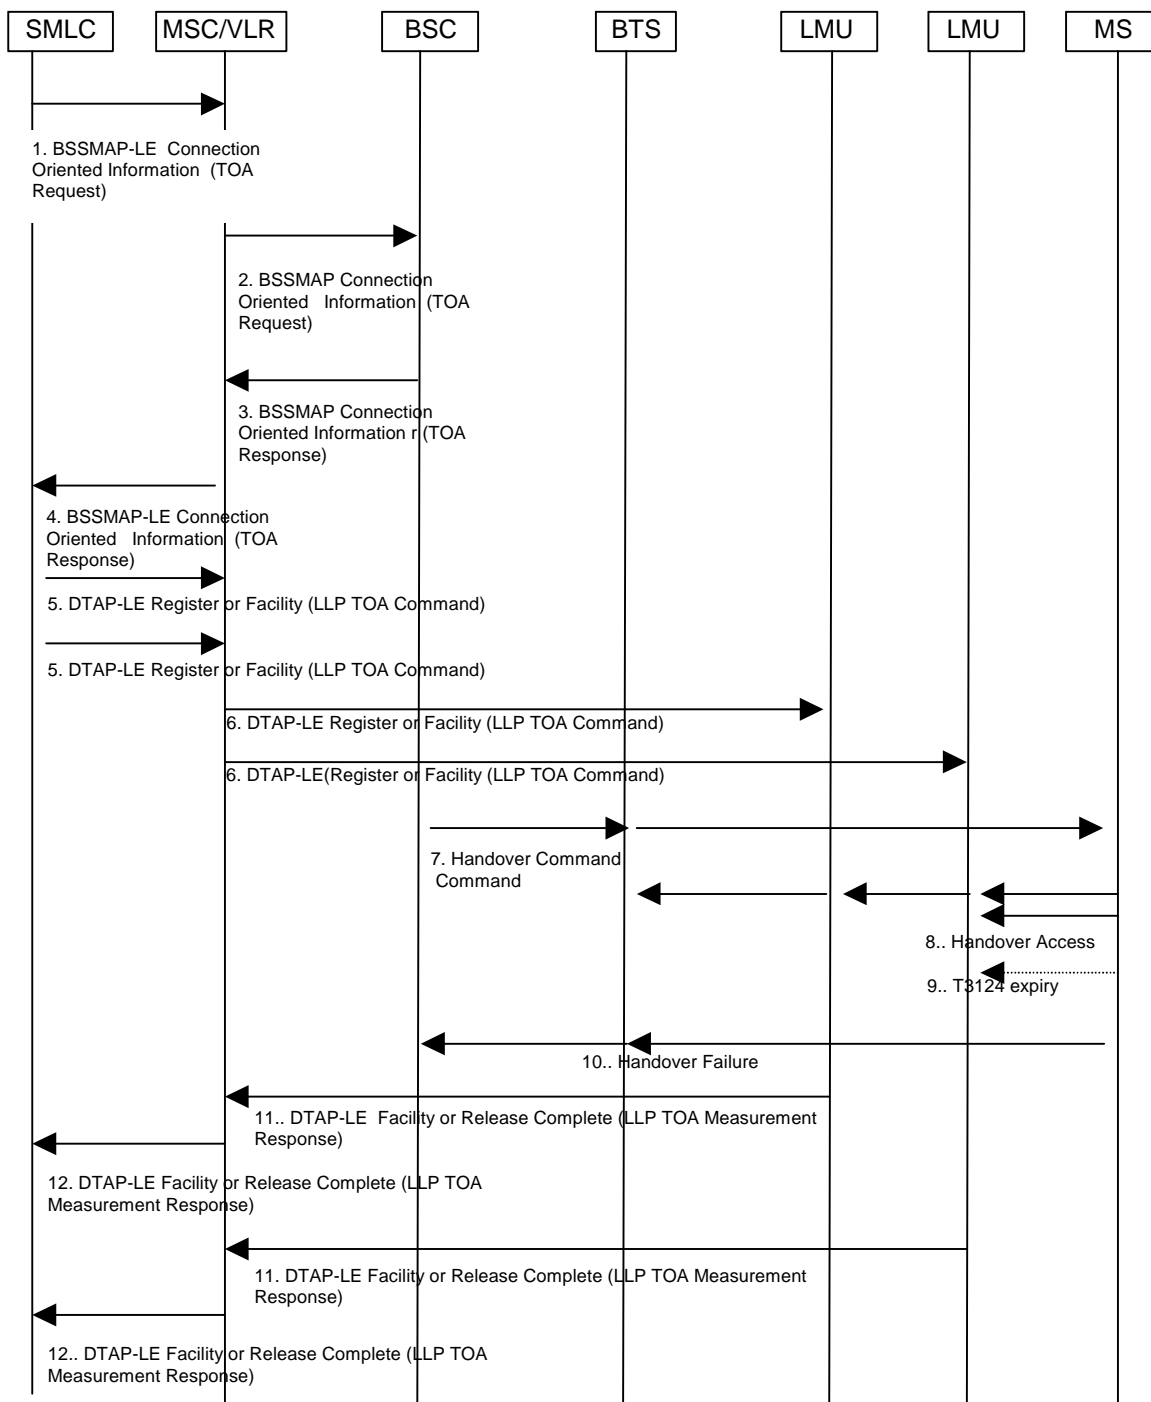 SMLC MSC/VLR BSC BTS LMU LMU MS
1. BSSMAP-LE Connection
Oriented Information (TOA
Request)
2. BSSMAP Connection
Oriented Information (TOA
Request)
3. BSSMAP Connection
Oriented Information r (TOA
Response)
4. BSSMAP-LE Connection
Oriented Information (TOA
Response)
5. DTAP-LE Register or Facility (LLP TOA Command)
5. DTAP-LE Register or Facility (LLP TOA Command)
6. DTAP-LE Register or Facility (LLP TOA Command)
6. DTAP-LE(Register or Facility (LLP TOA Command)
7. Handover Command
Command
8.. Handover Access
9.. T3124 expiry
10.. Handover Failure
11.. DTAP-LE Facility or Release Complete (LLP TOA Measurement
Response)
12. DTAP-LE Facility or Release Complete (LLP TOA
Measurement Response)
11. DTAP-LE Facility or Release Complete (LLP TOA Measurement
Response)
12.. DTAP-LE Facility or Release Complete (LLP TOA
Measurement Response)